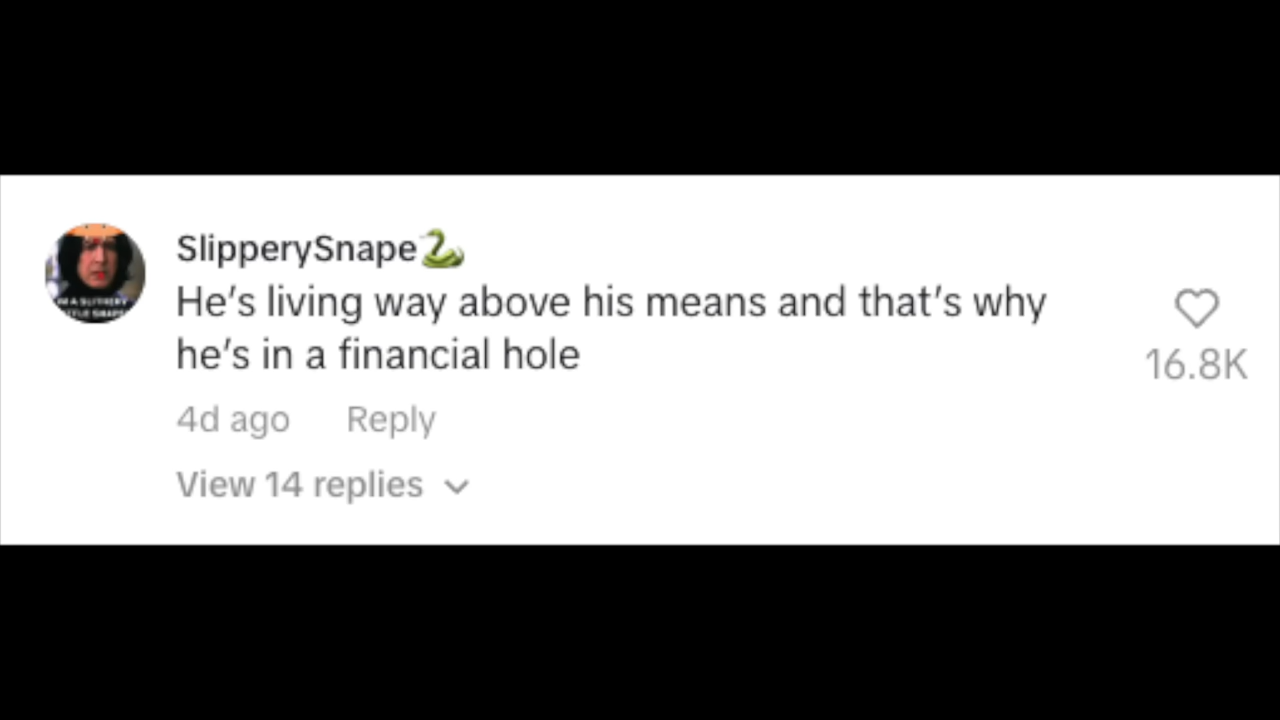 SlipperySnape🐍
He's living way above his means and that's why
he's in a financial hole
16.8K
4d ago Reply
View 14 replies